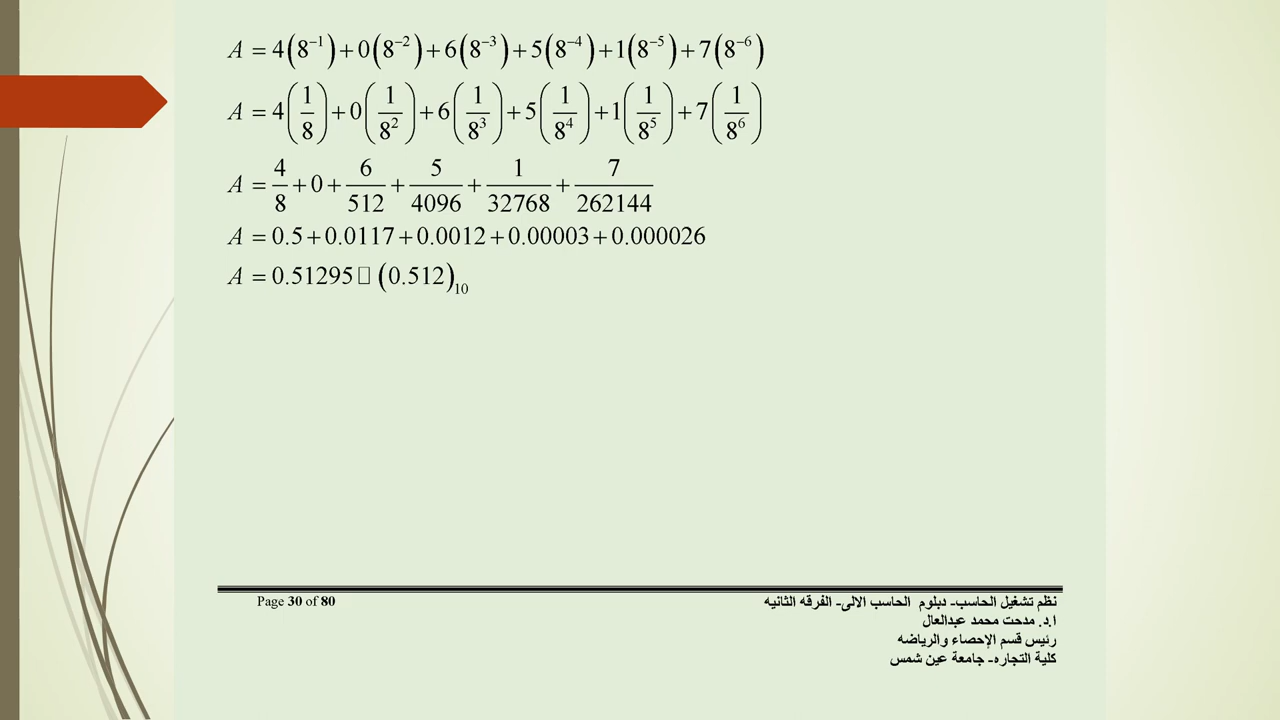 A = 4(8⁻¹) + 0(8⁻²) + 6(8⁻³) + 5(8⁻⁴) + 1(8⁻⁵) + 7(8⁻⁶)
A = 4(1/8) + 0(1/8²) + 6(1/8³) + 5(1/8⁴) + 1(1/8⁵) + 7(1/8⁶)
A = 4/8 + 0 + 6/512 + 5/4096 + 1/32768 + 7/262144
A = 0.5 + 0.0117 + 0.0012 + 0.00003 + 0.000026
A = 0.51295 □ (0.512)₁₀
Page 30 of 80
نظم تشغيل الحاسب- دبلوم الحاسب الالى- الفرقه الثانيه
ا.د. مدحت محمد عبدالعال
رئيس قسم الإحصاء والرياضه
كلية التجاره- جامعة عين شمس